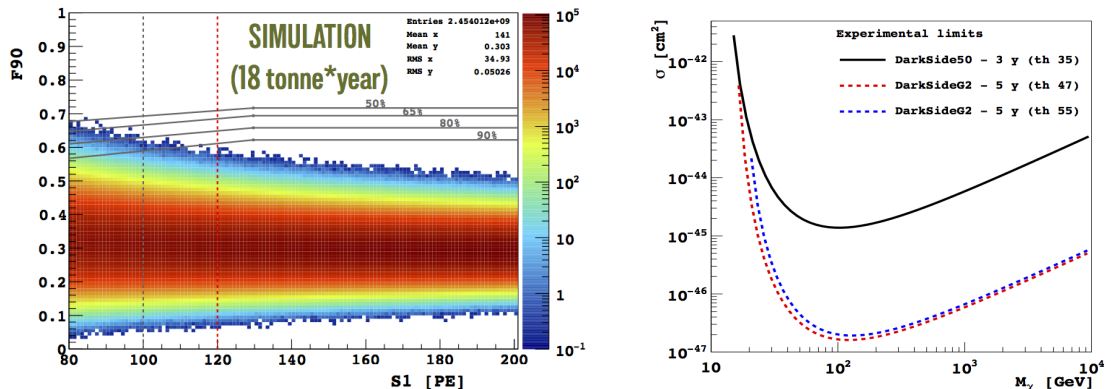 SIMULATION
(18 tonne*year)
Entries 2.454012e+09
Mean x 141
Mean y 0.303
RMS x 34.93
RMS y 0.05026
F90
1
0.9
0.8
0.7
0.6
0.5
0.4
0.3
0.2
0.1
0
50%
65%
80%
90%
80 100 120 140 160 180 200
S1 [PE]
10^5
10^4
10^3
10^2
10
1
10^-1
σ [cm²]
10^-42
10^-43
10^-44
10^-45
10^-46
10^-47
Experimental limits
DarkSide50 - 3 y (th 35)
DarkSideG2 - 5 y (th 47)
DarkSideG2 - 5 y (th 55)
10 10^2 10^3 10^4
M_χ [GeV]